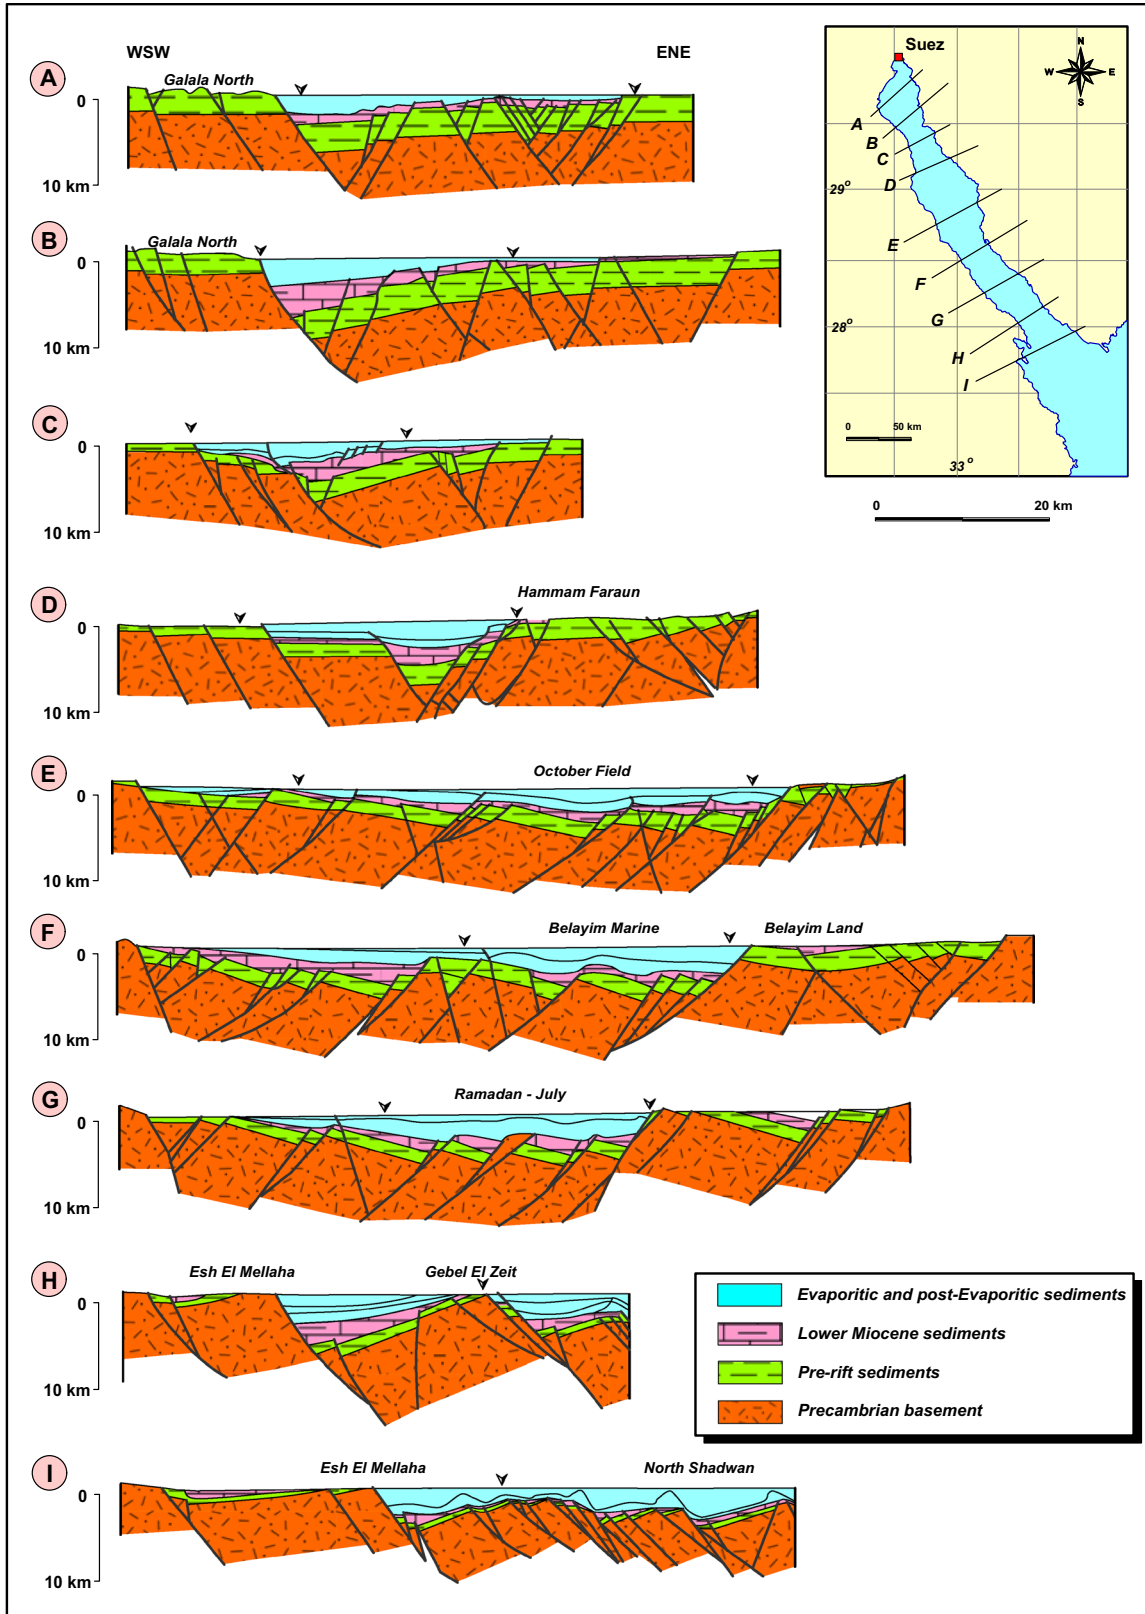 WSW
ENE
A
Galala North
0
10 km
B
Galala North
0
10 km
C
0
10 km
D
Hammam Faraun
0
10 km
E
October Field
0
10 km
F
Belayim Marine
Belayim Land
0
10 km
G
Ramadan - July
0
10 km
H
Esh El Mellaha
Gebel El Zeit
0
10 km
I
Esh El Mellaha
North Shadwan
0
10 km
Suez
N
W
E
S
A
B
C
D
29°
E
F
G
28°
H
I
0
50 km
33°
0
20 km
Evaporitic and post-Evaporitic sediments
Lower Miocene sediments
Pre-rift sediments
Precambrian basement